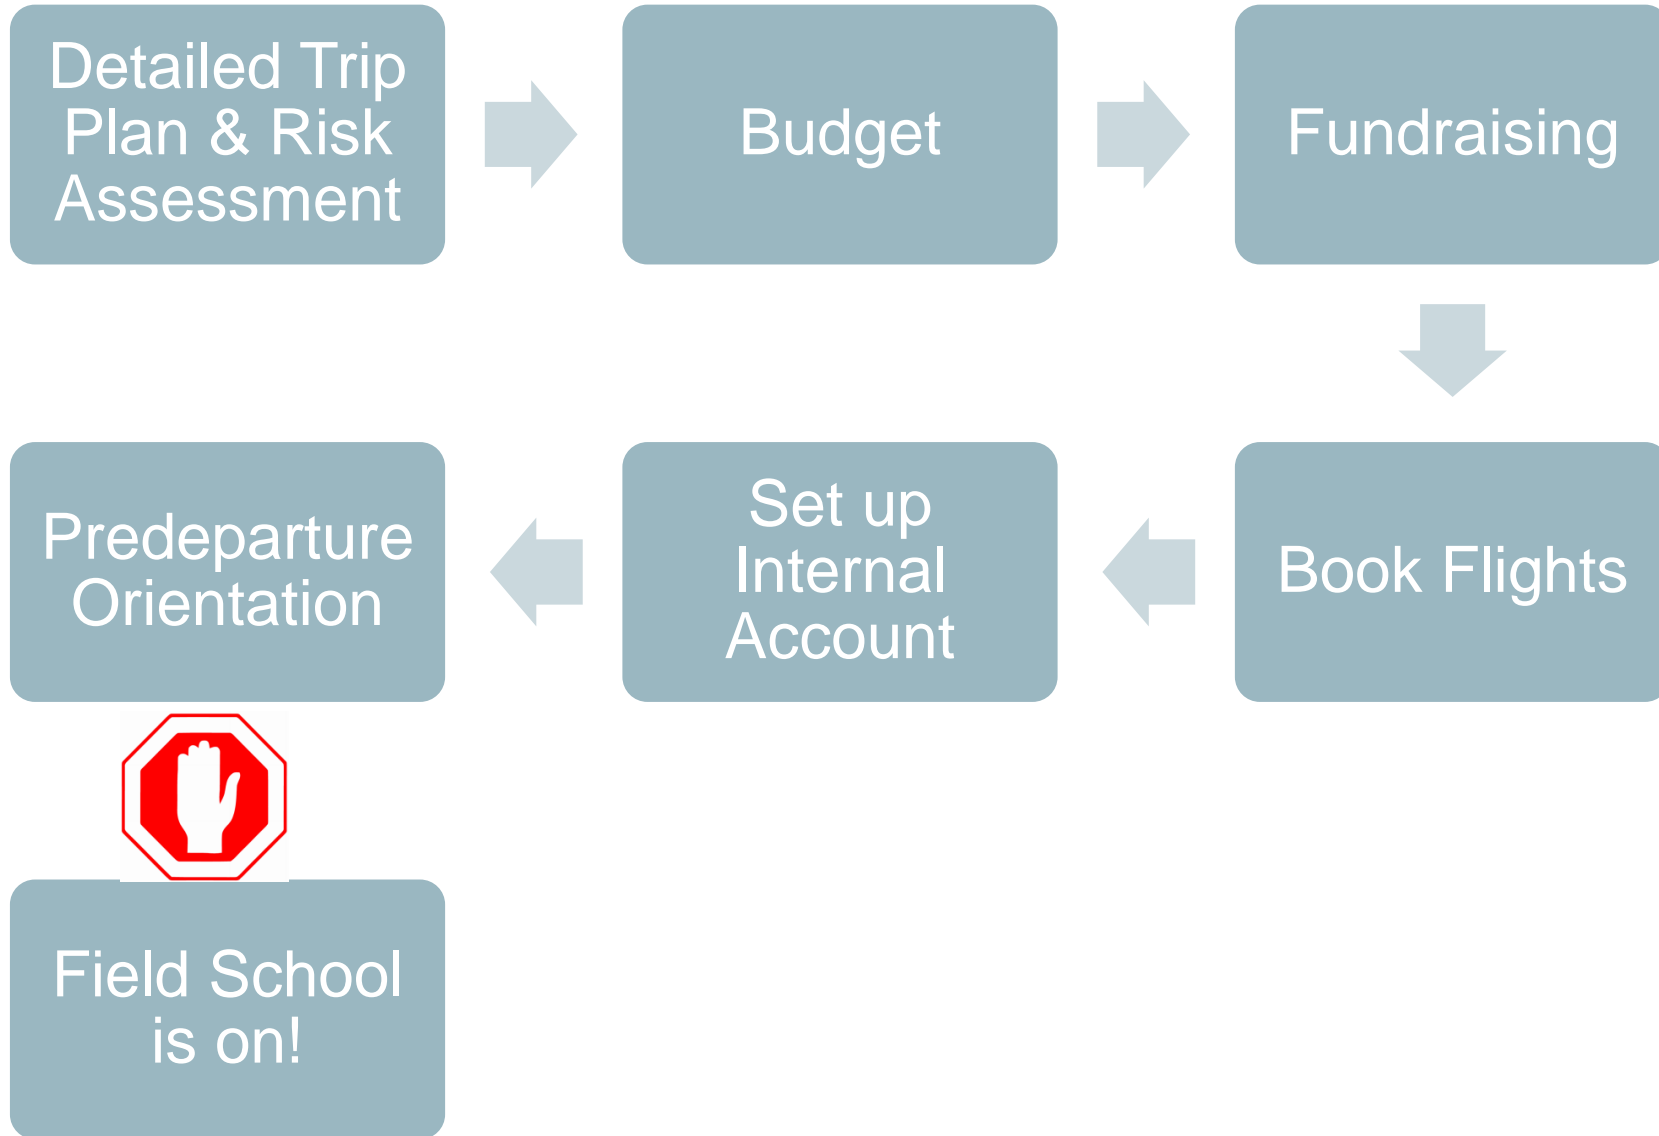 Detailed Trip
Plan & Risk
Assessment
Budget
Fundraising
Book Flights
Set up
Internal
Account
Predeparture
Orientation
Field School
is on!